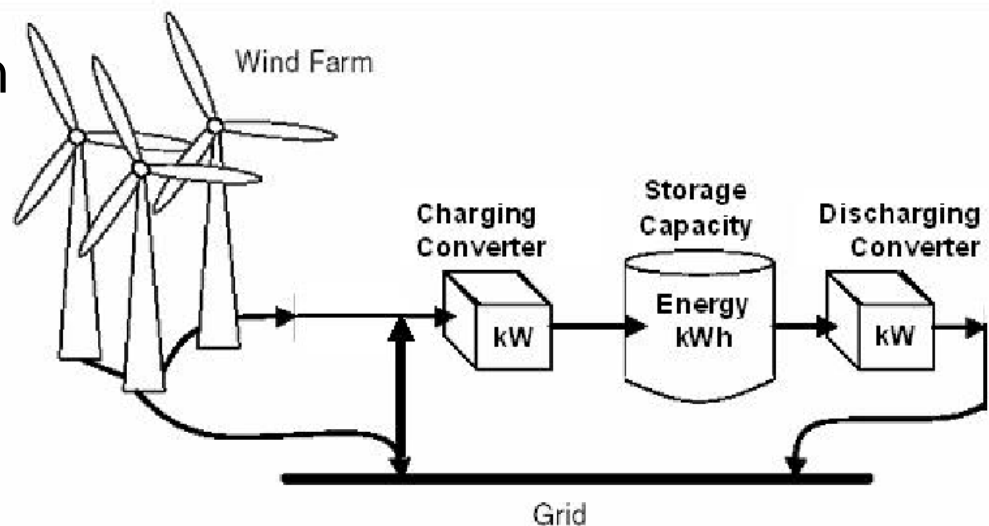 Wind Farm
Charging
Converter
kW
Storage
Capacity
Energy
kWh
Discharging
Converter
kW
Grid